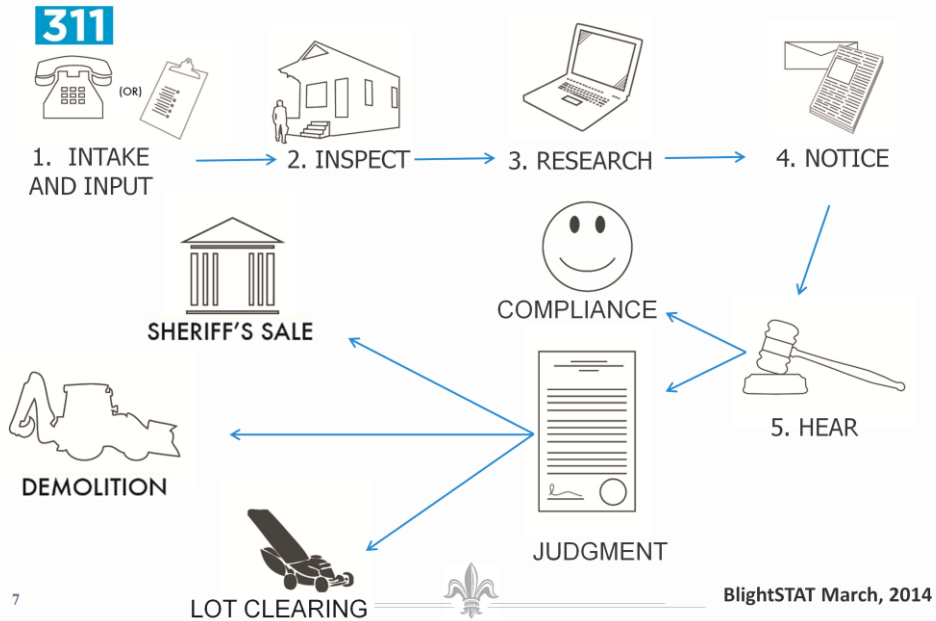 311
(OR)
1. INTAKE
AND INPUT
2. INSPECT
3. RESEARCH
4. NOTICE
COMPLIANCE
SHERIFF'S SALE
5. HEAR
DEMOLITION
JUDGMENT
LOT CLEARING
7
BlightSTAT March, 2014